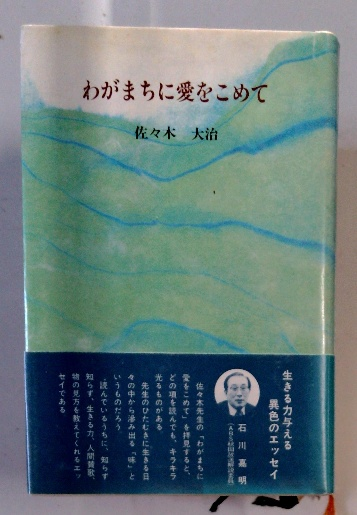 わがまちに愛をこめて
佐々木 大治
生きる力与える
異色のエッセイ
石川高明
佐々木先生の「わがまちに
愛をこめて」を拝見すると、
どの項を読んでも、キラキラ
光るものがある。
先生のひたむきに生きる日
々の中から滲み出る「味」と
いうものだろう。
読んでいるうちに、知らず
知らず、生きる力、人間賛歌、
物の見方を教えてくれるエッ
セイである